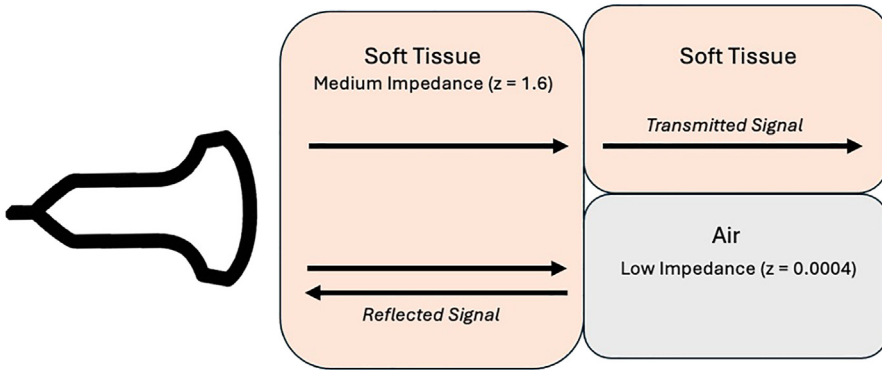 Soft Tissue
Medium Impedance (z = 1.6)
Soft Tissue
Transmitted Signal
Air
Low Impedance (z = 0.0004)
Reflected Signal